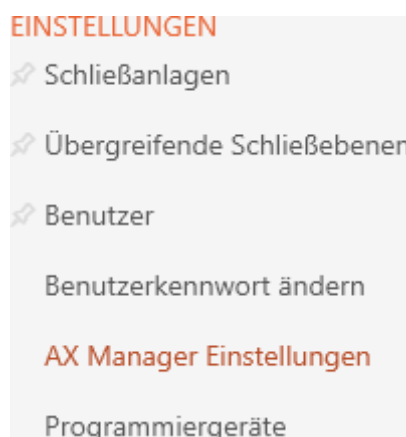 EINSTELLUNGEN
Schließanlagen
Übergreifende Schließebenen
Benutzer
Benutzerkennwort ändern
AX Manager Einstellungen
Programmiergeräte